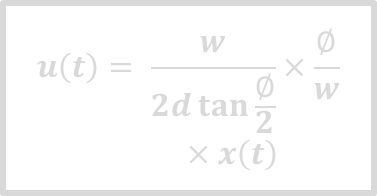 u(t) = w / (2d tan ∅/2) × ∅/w
× x(t)